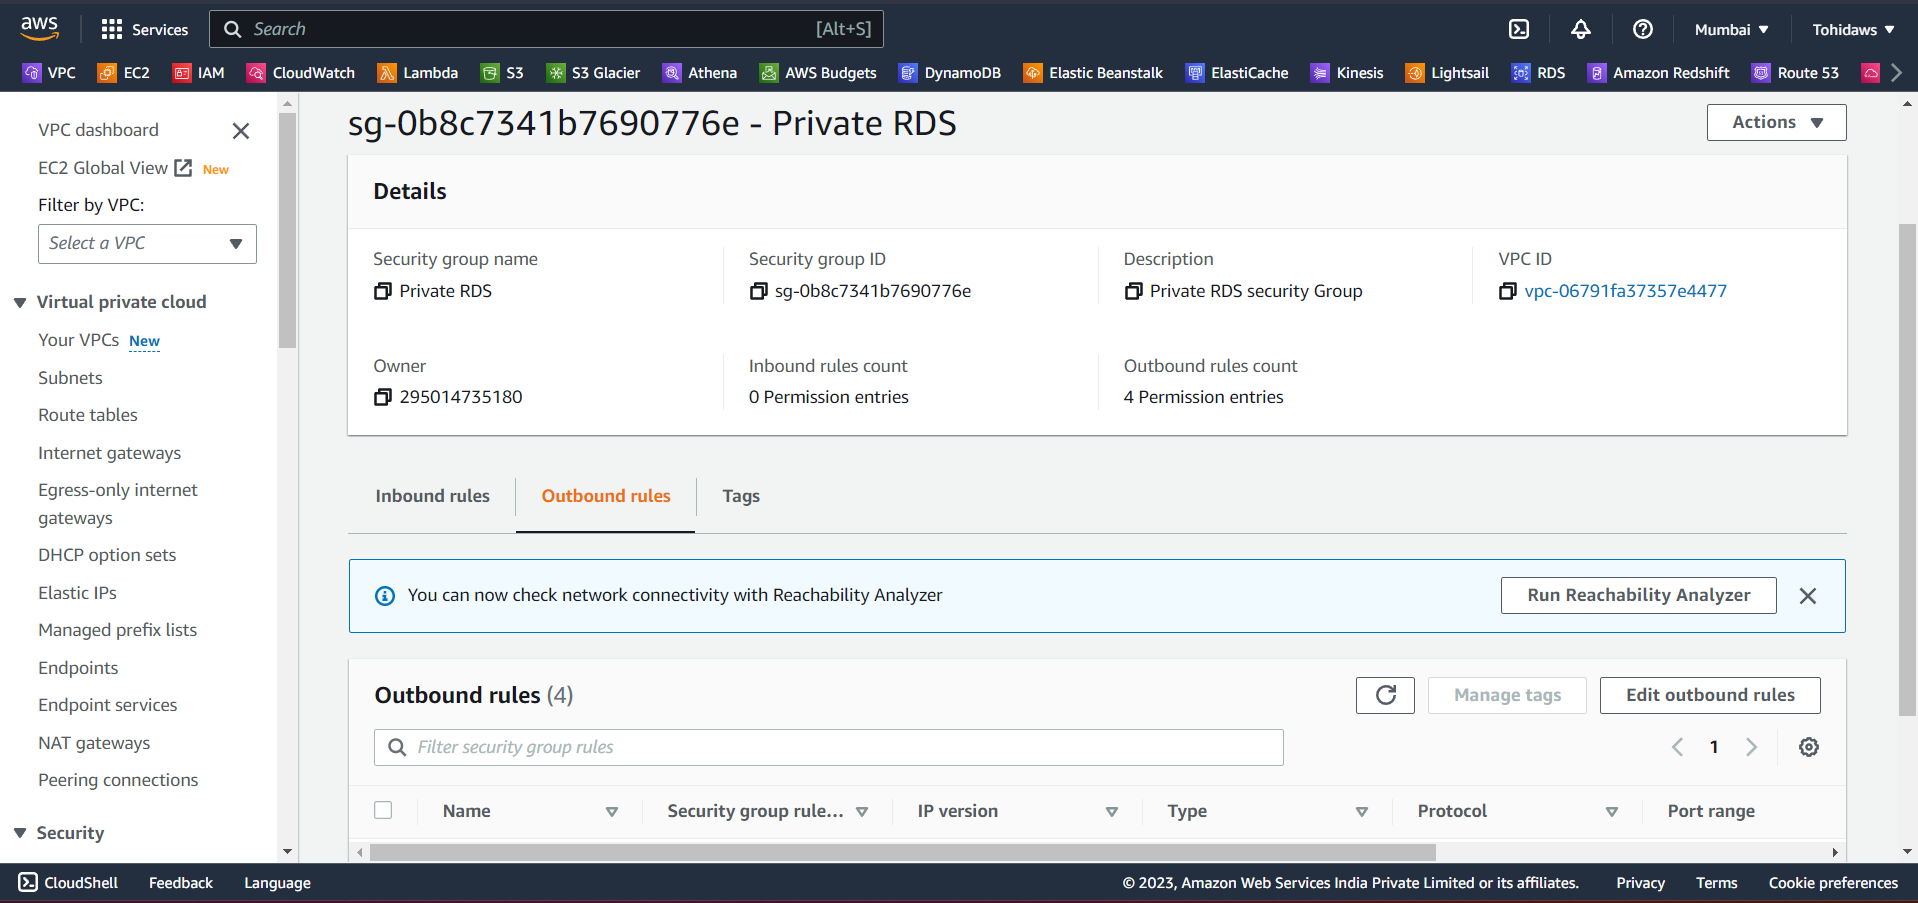 aws
Services
Search [Alt+S]
Mumbai
Tohidaws
VPC EC2 IAM CloudWatch Lambda S3 S3 Glacier Athena AWS Budgets DynamoDB Elastic Beanstalk ElastiCache Kinesis Lightsail RDS Amazon Redshift Route 53
VPC dashboard
EC2 Global View New
Filter by VPC:
Select a VPC
Virtual private cloud
Your VPCs New
Subnets
Route tables
Internet gateways
Egress-only internet
gateways
DHCP option sets
Elastic IPs
Managed prefix lists
Endpoints
Endpoint services
NAT gateways
Peering connections
Security
sg-0b8c7341b7690776e - Private RDS
Actions
Details
Security group name
Private RDS
Security group ID
sg-0b8c7341b7690776e
Description
Private RDS security Group
VPC ID
vpc-06791fa37357e4477
Owner
295014735180
Inbound rules count
0 Permission entries
Outbound rules count
4 Permission entries
Inbound rules
Outbound rules
Tags
You can now check network connectivity with Reachability Analyzer
Run Reachability Analyzer
Outbound rules (4)
Manage tags
Edit outbound rules
Filter security group rules
1
Name Security group rule... IP version Type Protocol Port range
CloudShell Feedback Language
© 2023, Amazon Web Services India Private Limited or its affiliates. Privacy Terms Cookie preferences